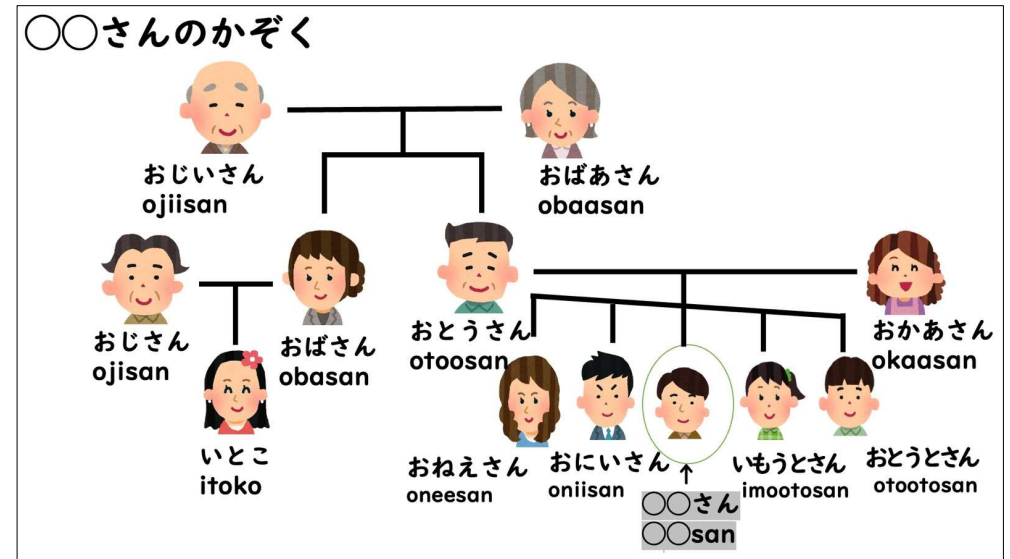 ○○さんのかぞく
おじいさん
ojiisan
おばあさん
obaasan
おじさん
ojisan
おばさん
obasan
おとうさん
otoosan
おかあさん
okaasan
いとこ
itoko
おねえさん
oneesan
おにいさん
oniisan
○○さん
○○san
いもうとさん
imootosan
おとうとさん
otootosan